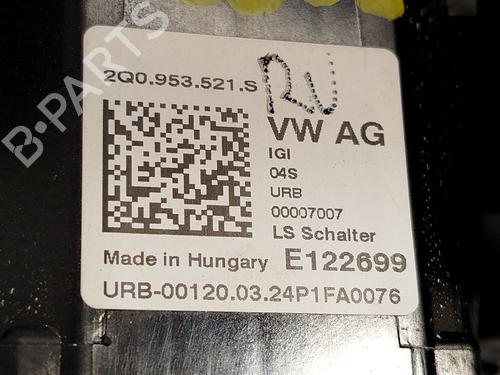 B-PARTS
2Q0.953.521.S
VW AG
IGI
04S
URB
00007007
LS Schalter
Made in Hungary E122699
URB-00120.03.24P1FA0076